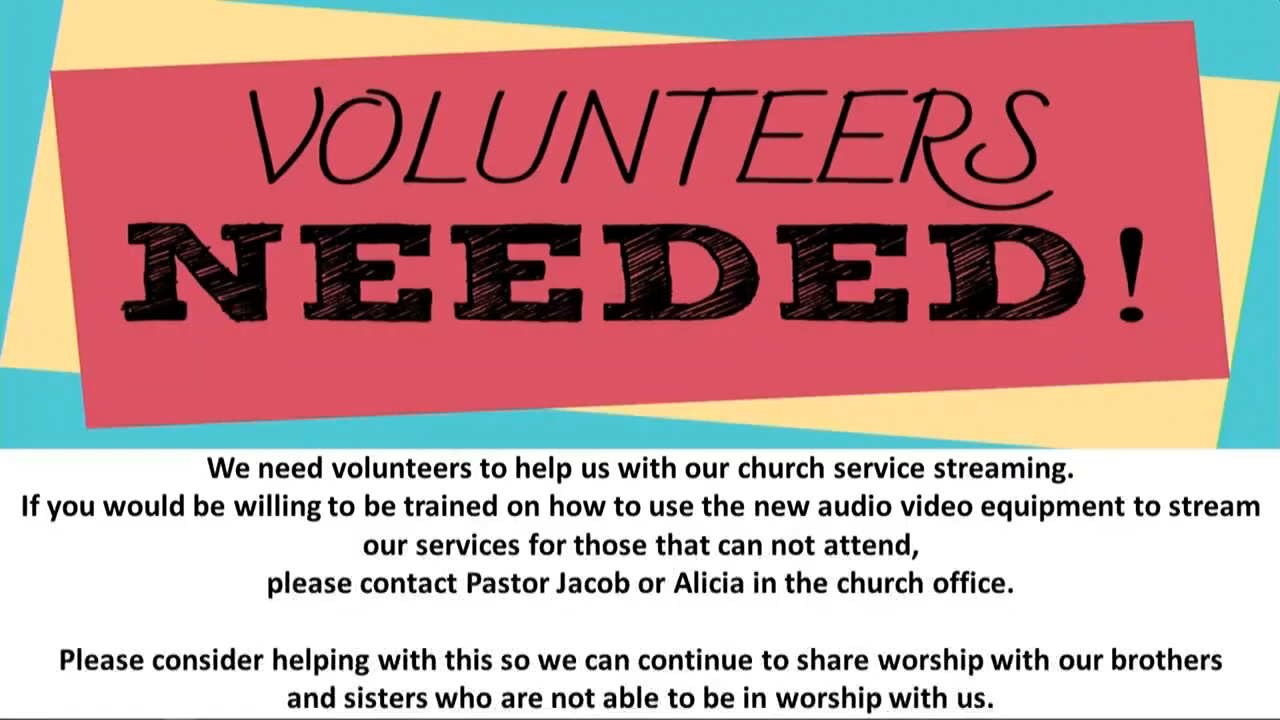 VOLUNTEERS
NEEDED!
We need volunteers to help us with our church service streaming.
If you would be willing to be trained on how to use the new audio video equipment to stream
our services for those that can not attend,
please contact Pastor Jacob or Alicia in the church office.
Please consider helping with this so we can continue to share worship with our brothers
and sisters who are not able to be in worship with us.